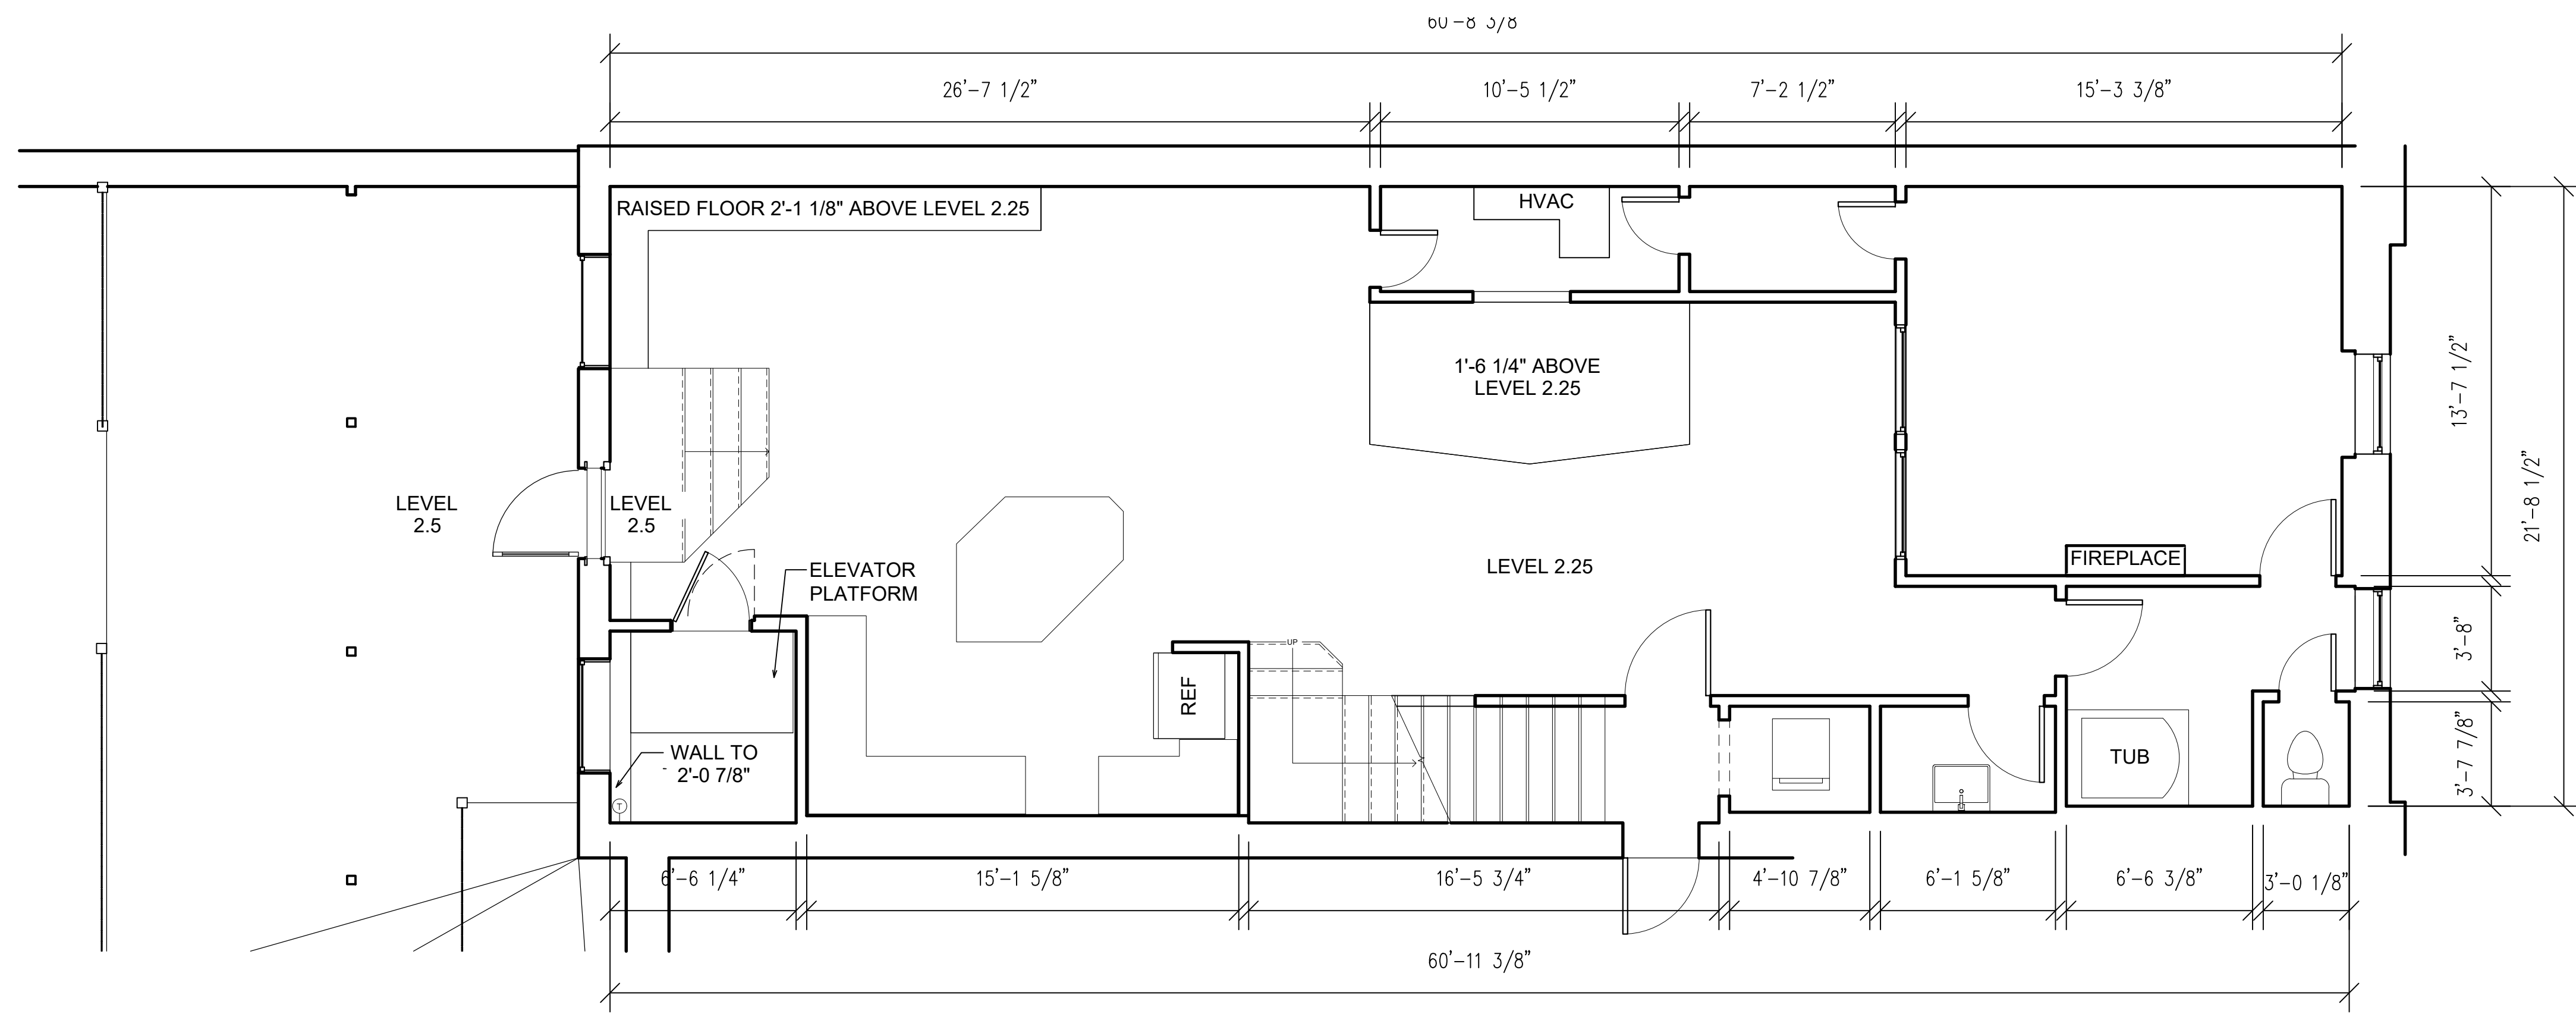 60'-8 3/8
26'-7 1/2"
10'-5 1/2"
7'-2 1/2"
15'-3 3/8"
RAISED FLOOR 2'-1 1/8" ABOVE LEVEL 2.25
HVAC
1'-6 1/4" ABOVE
LEVEL 2.25
13'-7 1/2"
21'-8 1/2"
LEVEL
2.5
LEVEL
2.5
ELEVATOR
PLATFORM
LEVEL 2.25
FIREPLACE
UP
3'-8"
REF
WALL TO
2'-0 7/8"
T
TUB
3'-7 7/8"
6'-6 1/4"
15'-1 5/8"
16'-5 3/4"
4'-10 7/8"
6'-1 5/8"
6'-6 3/8"
3'-0 1/8"
60'-11 3/8"